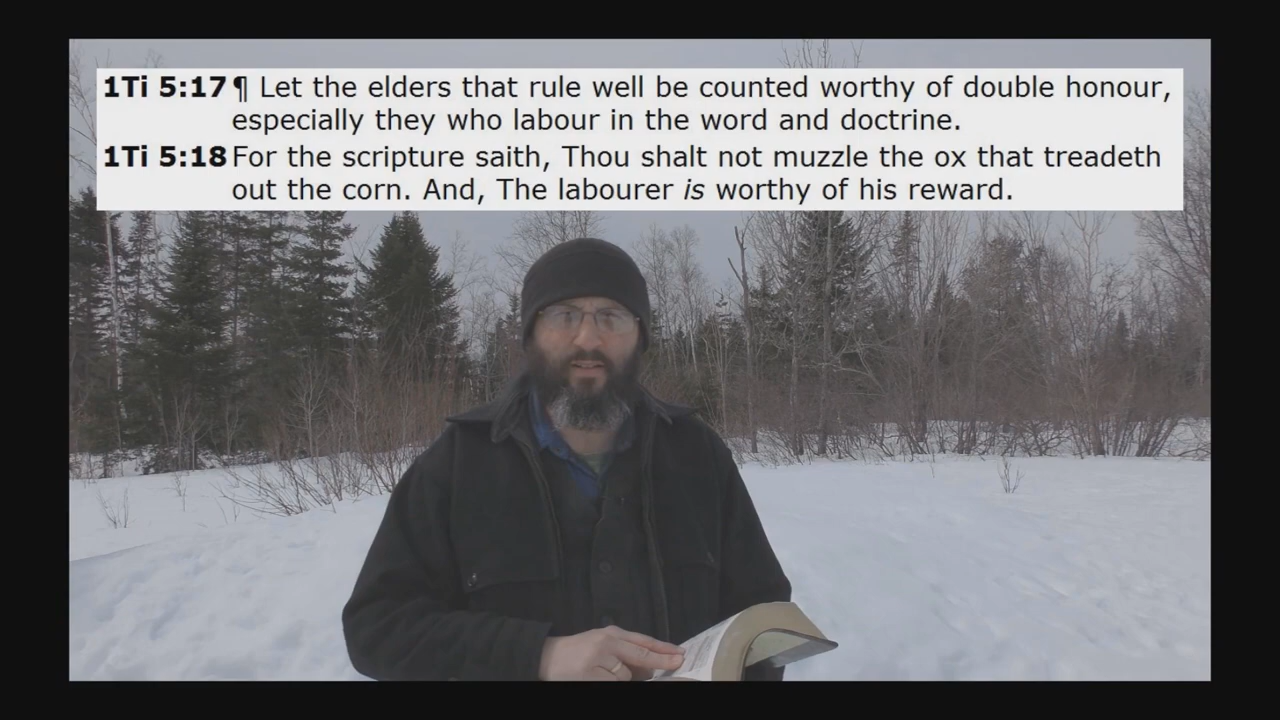 1Ti 5:17 ¶ Let the elders that rule well be counted worthy of double honour,
especially they who labour in the word and doctrine.
1Ti 5:18 For the scripture saith, Thou shalt not muzzle the ox that treadeth
out the corn. And, The labourer is worthy of his reward.